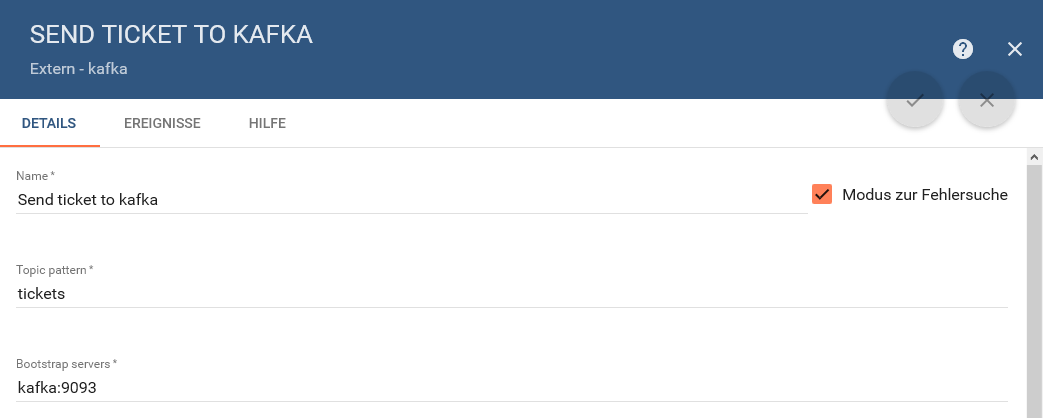 SEND TICKET TO KAFKA
Extern - kafka
DETAILS EREIGNISSE HILFE
Name *
Send ticket to kafka
Modus zur Fehlersuche
Topic pattern *
tickets
Bootstrap servers *
kafka:9093